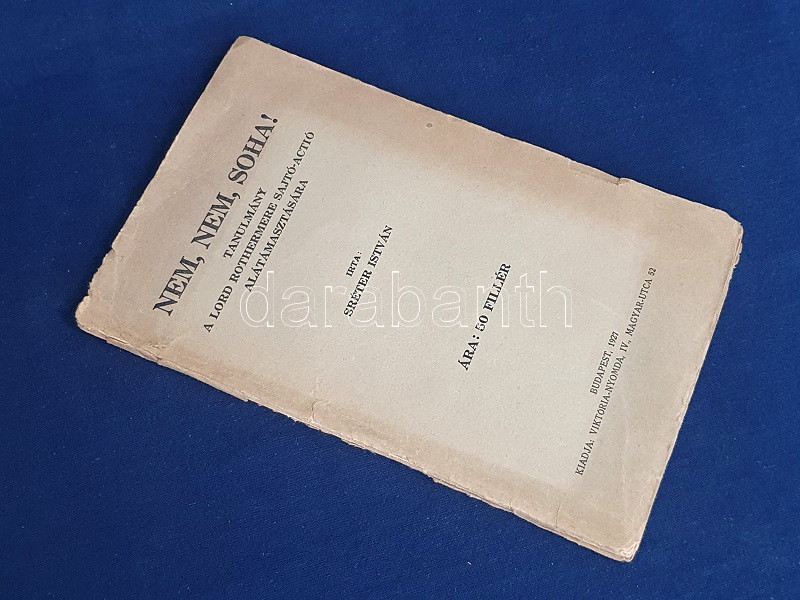 NEM, NEM, SOHA!
TANULMÁNY
A LORD ROTHERMERE SAJTÓ-ACTIÓ
ALÁTÁMASZTÁSÁRA
IRTA:
SRÉTER ISTVÁN
ÁRA: 50 FILLÉR
BUDAPEST, 1927
KIADJA: VIKTÓRIA-NYOMDA, IV., MAGYAR-UTCA 52
darabanth